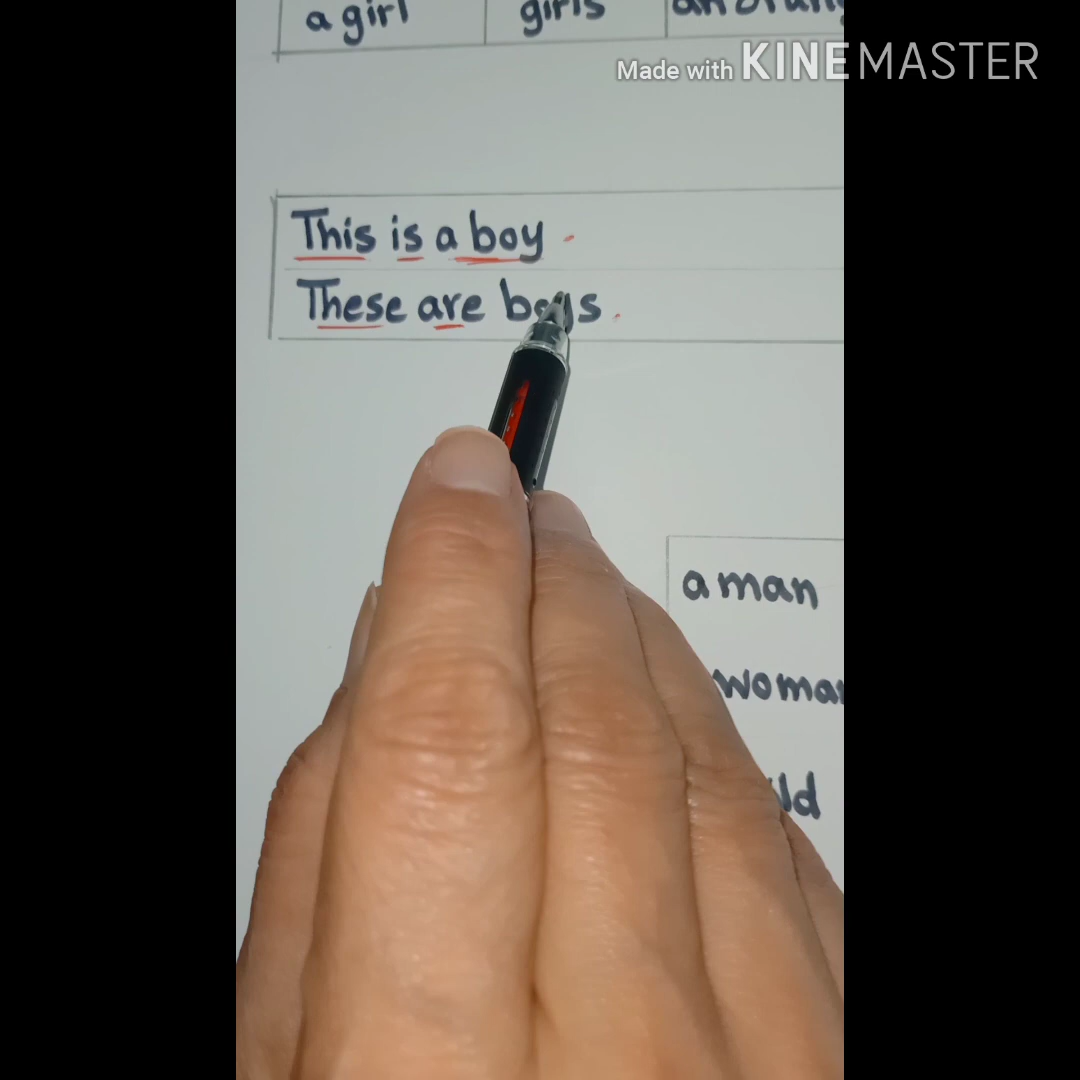 a girl girls
Made with KINEMASTER
This is a boy.
These are boys.
a man